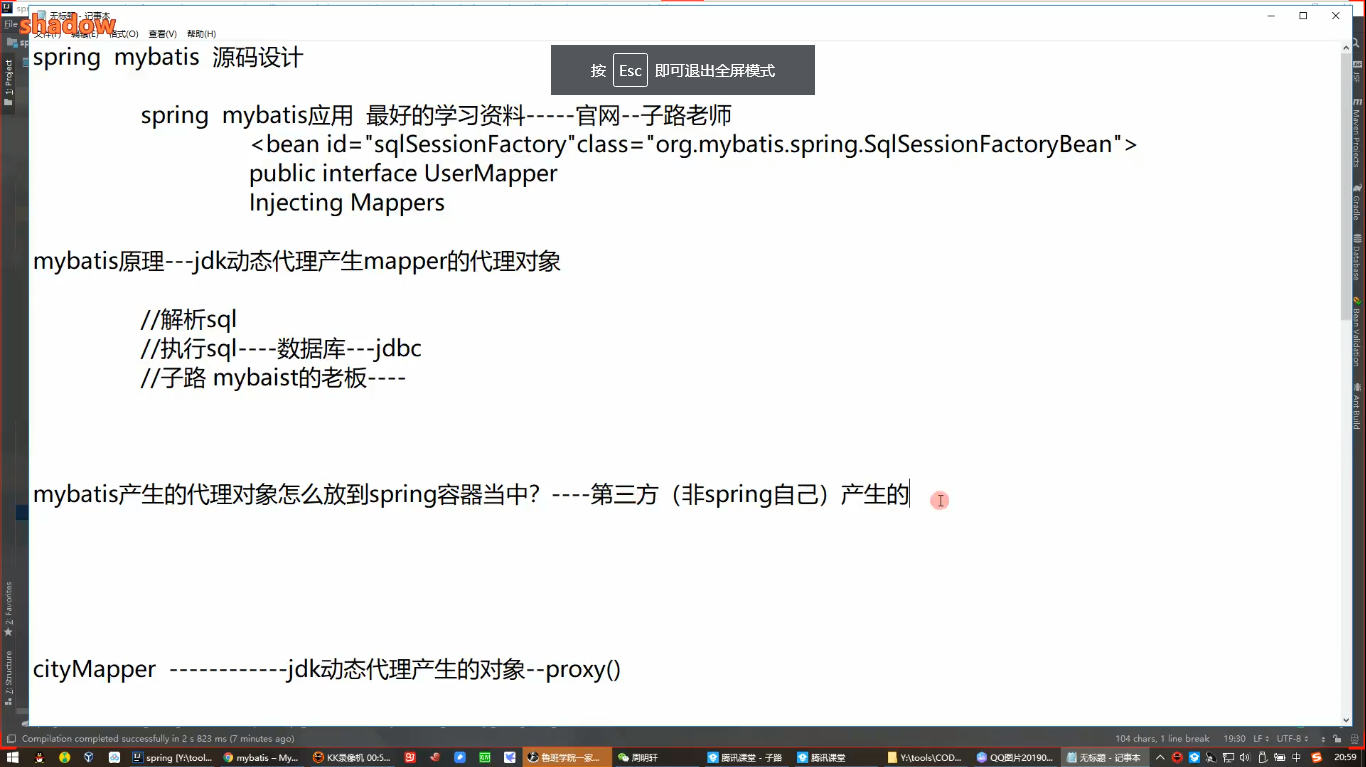 shadow
无标题 - 记事本
编辑(E) 格式(O) 查看(V) 帮助(H)
按 Esc 即可退出全屏模式
spring mybatis 源码设计
spring mybatis应用 最好的学习资料-----官网--子路老师
<bean id="sqlSessionFactory"class="org.mybatis.spring.SqlSessionFactoryBean">
public interface UserMapper
Injecting Mappers
mybatis原理---jdk动态代理产生mapper的代理对象
//解析sql
//执行sql----数据库---jdbc
//子路 mybaist的老板----
mybatis产生的代理对象怎么放到spring容器当中？----第三方（非spring自己）产生的
cityMapper ------------jdk动态代理产生的对象--proxy()
1: Project
2: Favorites
Z: Structure
Maven Projects
Gradle
Database
Bean Validation
Ant Build
Compilation completed successfully in 2 s 823 ms (7 minutes ago)
104 chars, 1 line break 19:30 LF UTF-8
spring [Y:\tool...
mybatis – My...
KK录像机 00:5...
鲁班学院一家...
周明轩
腾讯课堂 - 子路
腾讯课堂
Y:\tools\COD...
QQ图片20190...
无标题 - 记事本
中
20:59